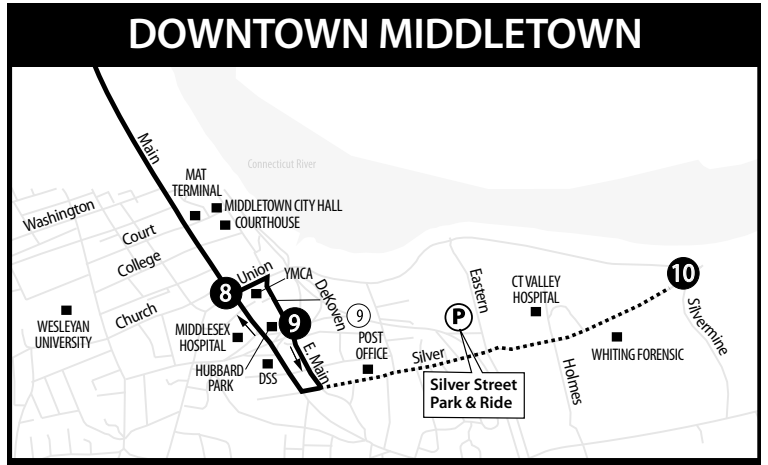 DOWNTOWN MIDDLETOWN
Main
Connecticut River
MAT
TERMINAL
MIDDLETOWN CITY HALL
COURTHOUSE
Washington
Court
College
Church
Union
YMCA
8
9
10
DeKoven
9
POST
OFFICE
Eastern
CT VALLEY
HOSPITAL
Silvermine
WESLEYAN
UNIVERSITY
MIDDLESEX
HOSPITAL
HUBBARD
PARK
DSS
E. Main
Silver
P
Silver Street
Park & Ride
Holmes
WHITING FORENSIC